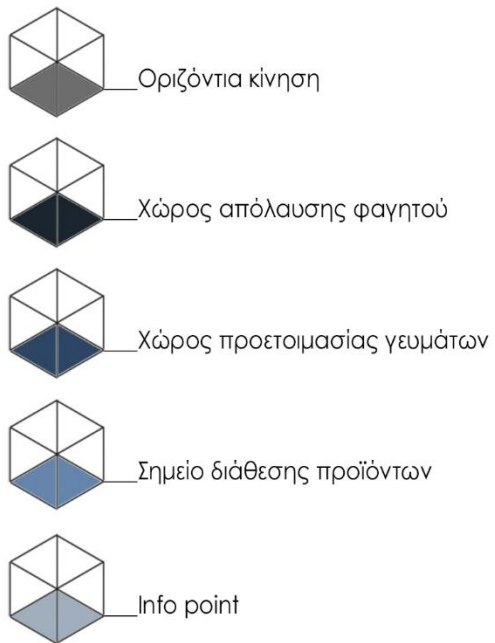 Οριζόντια κίνηση
Χώρος απόλαυσης φαγητού
Χώρος προετοιμασίας γευμάτων
Σημείο διάθεσης προϊόντων
Info point